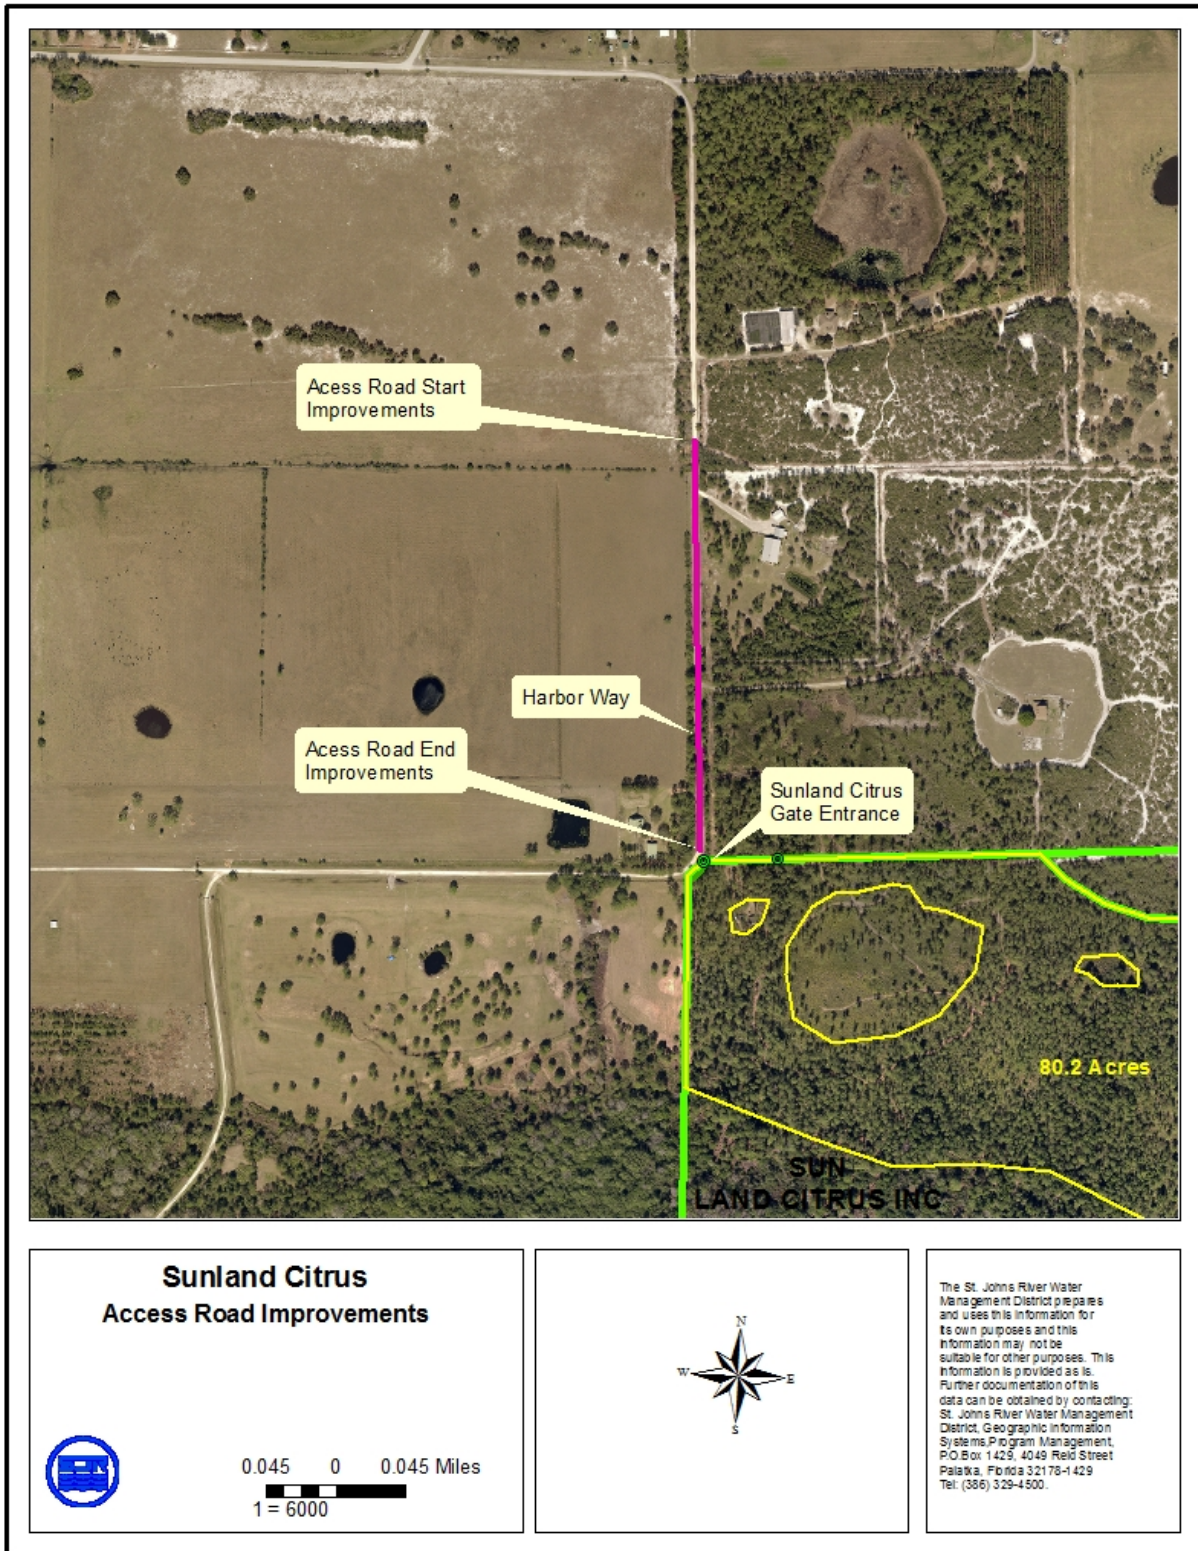 Acess Road Start
Improvements
Harbor Way
Acess Road End
Improvements
Sunland Citrus
Gate Entrance
80.2 Acres
SUN
LAND CITRUS INC
Sunland Citrus
Access Road Improvements
0.045 0 0.045 Miles
1 = 6000
N
W E
S
The St. Johns River Water
Management District prepares
and uses this information for
its own purposes and this
information may not be
suitable for other purposes. This
information is provided as is.
Further documentation of this
data can be obtained by contacting:
St. Johns River Water Management
District, Geographic Information
Systems,Program Management,
P.O.Box 1429, 4049 Reid Street
Palatka, Florida 32178-1429
Tel: (386) 329-4500.